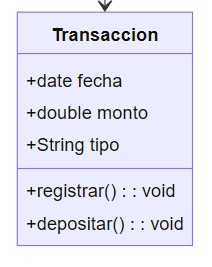 Transaccion
+date fecha
+double monto
+String tipo
+registrar() : : void
+depositar() : : void